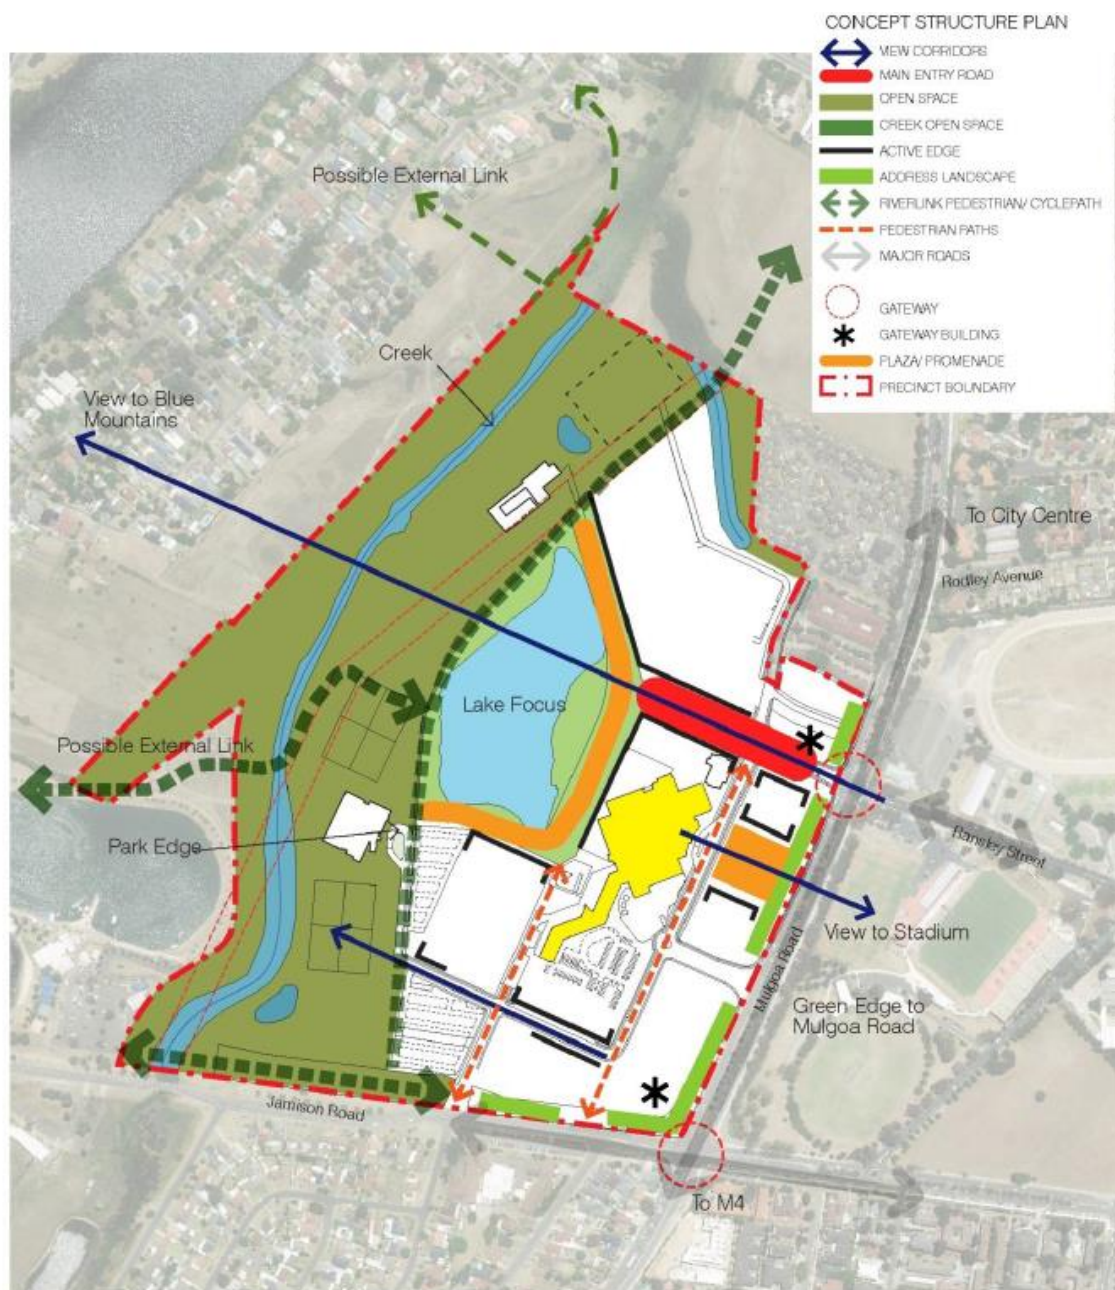 CONCEPT STRUCTURE PLAN
VIEW CORRIDORS
MAIN ENTRY ROAD
OPEN SPACE
CREEK OPEN SPACE
ACTIVE EDGE
ADDRESS LANDSCAPE
RIVERLINK PEDESTRIAN/ CYCLEPATH
PEDESTRIAN PATHS
MAJOR ROADS
GATEWAY
GATEWAY BUILDING
PLAZA/ PROMENADE
PRECINCT BOUNDARY
Possible External Link
Creek
View to Blue
Mountains
To City Centre
Rodley Avenue
Lake Focus
Possible External Link
Park Edge
Ransley Street
View to Stadium
Mulgoa Road
Green Edge to
Mulgoa Road
Jamison Road
To M4